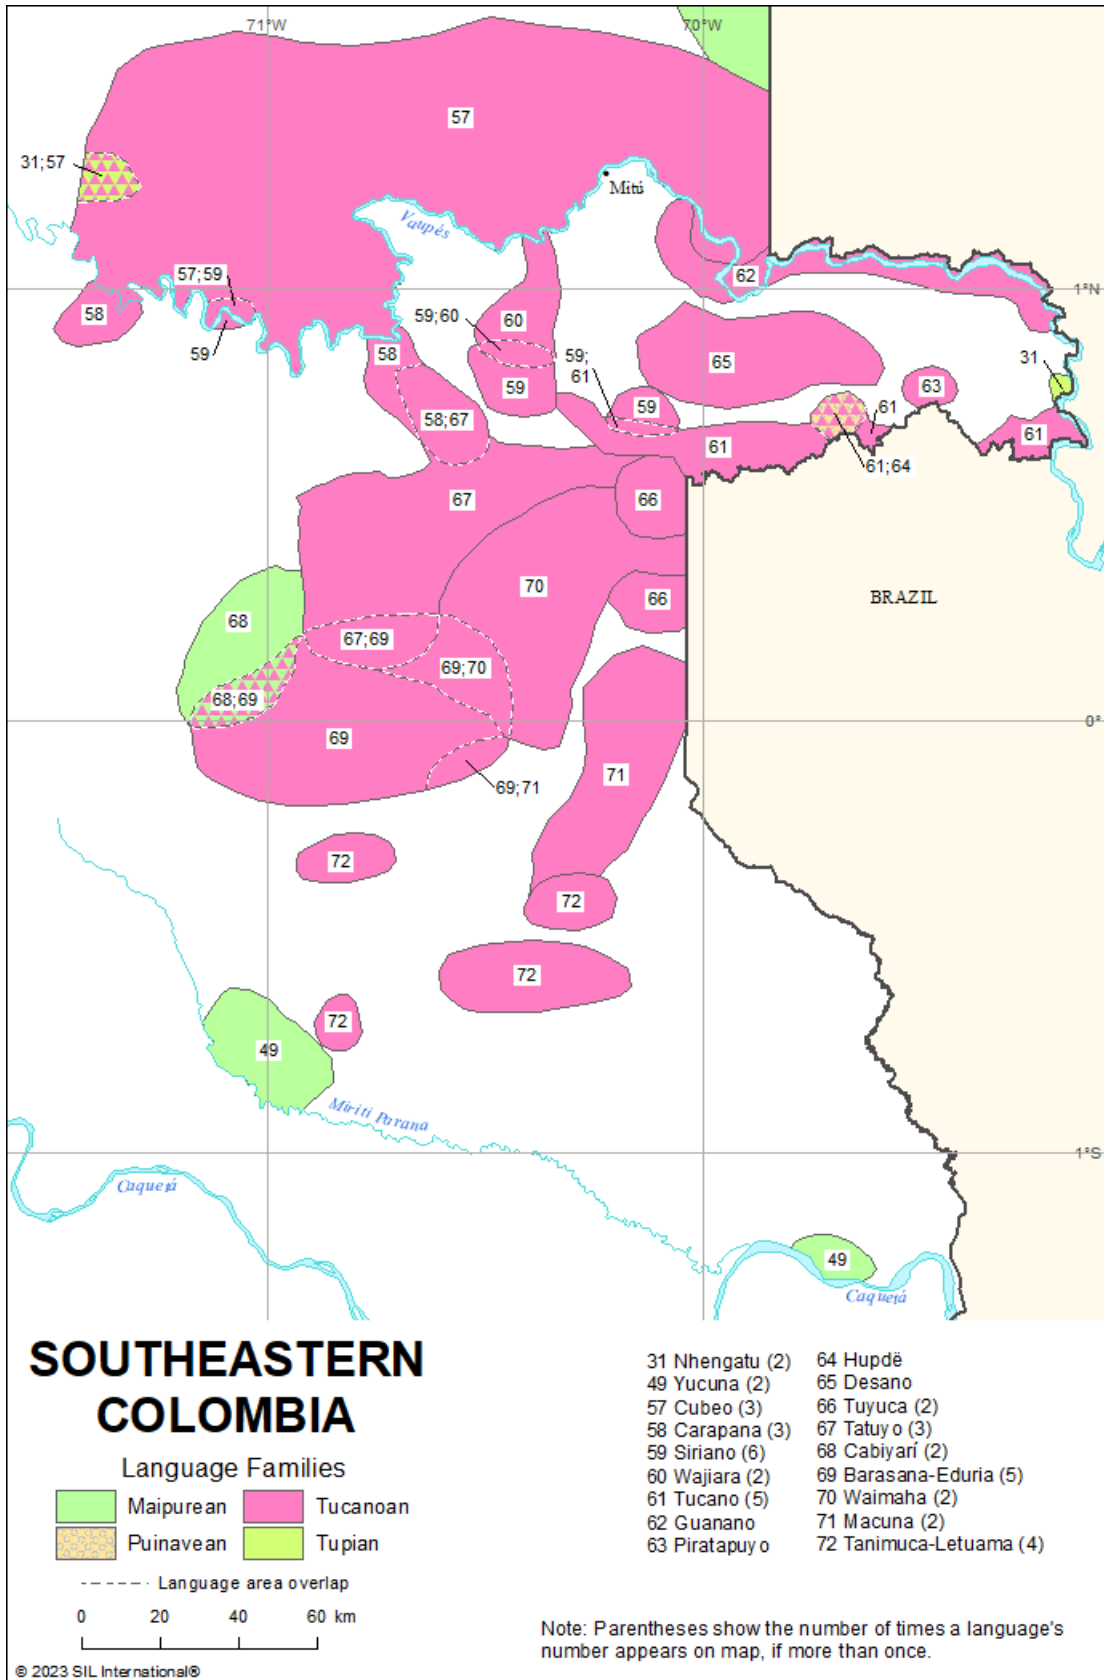 71°W
70°W
57
31;57
Mitú
Vaupés
57;59
62
58
1°N
59;60
60
59
58
59;
61
65
31
59
59
63
58;67
61
61
61
61;64
67
66
70
66
BRAZIL
68
67;69
69;70
68;69
0°
69
71
69;71
72
72
72
72
49
Miriti Parana
1°S
Caquetá
49
Caquetá
SOUTHEASTERN
COLOMBIA
Language Families
Maipurean
Tucanoan
Puinavean
Tupian
Language area overlap
0 20 40 60 km
© 2023 SIL International®
31 Nhengatu (2)
49 Yucuna (2)
57 Cubeo (3)
58 Carapana (3)
59 Siriano (6)
60 Wajiara (2)
61 Tucano (5)
62 Guanano
63 Piratapuyo
64 Hupdë
65 Desano
66 Tuyuca (2)
67 Tatuyo (3)
68 Cabiyarí (2)
69 Barasana-Eduria (5)
70 Waimaha (2)
71 Macuna (2)
72 Tanimuca-Letuama (4)
Note: Parentheses show the number of times a language's
number appears on map, if more than once.